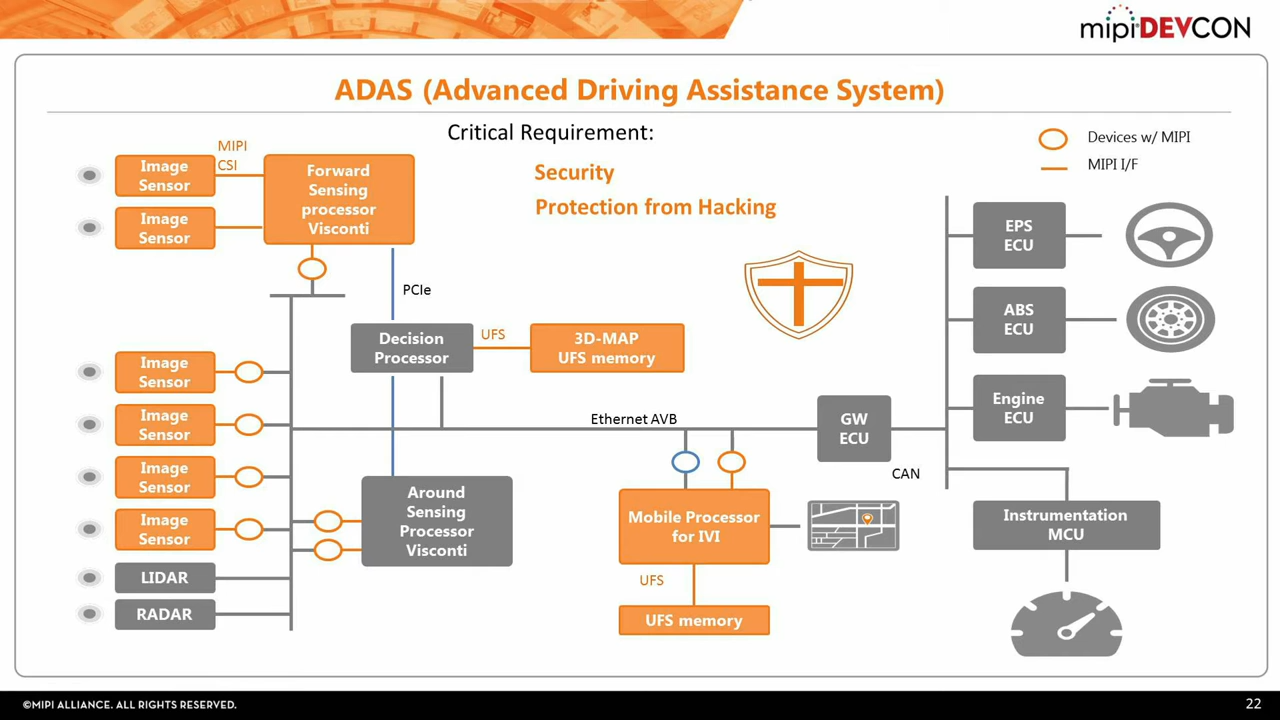 mipi DEVCON
ADAS (Advanced Driving Assistance System)
Critical Requirement:
Security
Protection from Hacking
Devices w/ MIPI
MIPI I/F
MIPI
CSI
Image
Sensor
Image
Sensor
Forward
Sensing
processor
Visconti
PCIe
Decision
Processor
UFS
3D-MAP
UFS memory
Image
Sensor
Image
Sensor
Image
Sensor
Image
Sensor
LIDAR
RADAR
Around
Sensing
Processor
Visconti
Ethernet AVB
Mobile Processor
for IVI
UFS
UFS memory
GW
ECU
CAN
EPS
ECU
ABS
ECU
Engine
ECU
Instrumentation
MCU
©MIPI ALLIANCE. ALL RIGHTS RESERVED.
22